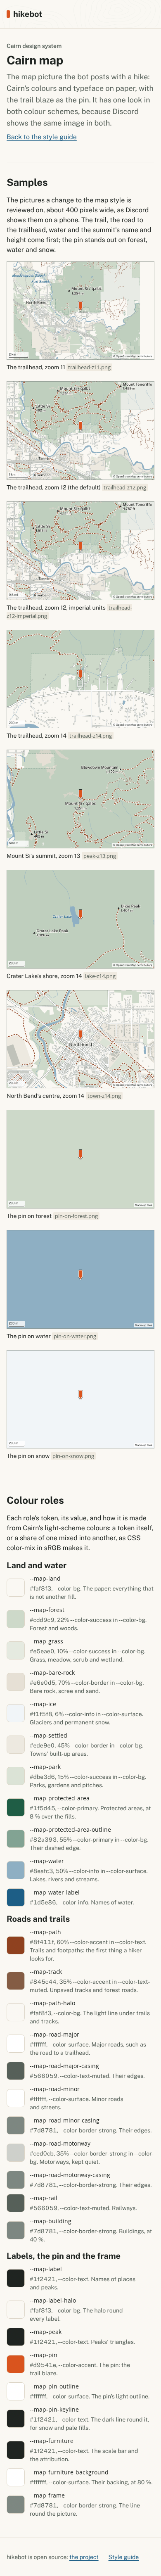 hikebot
Cairn design system
Cairn map
The map picture the bot posts with a hike:
Cairn's colours and typeface on paper, with
the trail blaze as the pin. It has one look in
both colour schemes, because Discord
shows the same image in both.
Back to the style guide
Samples
The pictures a change to the map style is
reviewed on, about 400 pixels wide, as Discord
shows them on a phone. The trail, the road to
the trailhead, water and the summit's name and
height come first; the pin stands out on forest,
water and snow.
The trailhead, zoom 11 trailhead-z11.png
The trailhead, zoom 12 (the default) trailhead-z12.png
The trailhead, zoom 12, imperial units trailhead-
z12-imperial.png
The trailhead, zoom 14 trailhead-z14.png
Mount Si's summit, zoom 13 peak-z13.png
Crater Lake's shore, zoom 14 lake-z14.png
North Bend
North Bend's centre, zoom 14 town-z14.png
The pin on forest pin-on-forest.png
The pin on water pin-on-water.png
The pin on snow pin-on-snow.png
Colour roles
Each role's token, its value, and how it is made
from Cairn's light-scheme colours: a token itself,
or a share of one mixed into another, as CSS
color-mix in sRGB makes it.
Land and water
--map-land
#faf8f3, --color-bg. The paper: everything that
is not another fill.
--map-forest
#cdd9c9, 22% --color-success in --color-bg.
Forest and woods.
--map-grass
#e5eae0, 10% --color-success in --color-bg.
Grass, meadow, scrub and wetland.
--map-bare-rock
#e6e0d5, 70% --color-border in --color-bg.
Bare rock, scree and sand.
--map-ice
#f1f5f8, 6% --color-info in --color-surface.
Glaciers and permanent snow.
--map-settled
#ede9e0, 45% --color-border in --color-bg.
Towns' built-up areas.
--map-park
#dbe3d6, 15% --color-success in --color-bg.
Parks, gardens and pitches.
--map-protected-area
#1f5d45, --color-primary. Protected areas, at
8 % over the fills.
--map-protected-area-outline
#82a393, 55% --color-primary in --color-bg.
Their dashed edge.
--map-water
#8eafc3, 50% --color-info in --color-surface.
Lakes, rivers and streams.
--map-water-label
#1d5e86, --color-info. Names of water.
Roads and trails
--map-path
#8f411f, 60% --color-accent in --color-text.
Trails and footpaths: the first thing a hiker
looks for.
--map-track
#845c44, 35% --color-accent in --color-text-
muted. Unpaved tracks and forest roads.
--map-path-halo
#faf8f3, --color-bg. The light line under trails
and tracks.
--map-road-major
#ffffff, --color-surface. Major roads, such as
the road to a trailhead.
--map-road-major-casing
#566059, --color-text-muted. Their edges.
--map-road-minor
#ffffff, --color-surface. Minor roads
and streets.
--map-road-minor-casing
#7d8781, --color-border-strong. Their edges.
--map-road-motorway
#ced0cb, 35% --color-border-strong in --color-
bg. Motorways, kept quiet.
--map-road-motorway-casing
#7d8781, --color-border-strong. Their edges.
--map-rail
#566059, --color-text-muted. Railways.
--map-building
#7d8781, --color-border-strong. Buildings, at
40 %.
Labels, the pin and the frame
--map-label
#1f2421, --color-text. Names of places
and peaks.
--map-label-halo
#faf8f3, --color-bg. The halo round
every label.
--map-peak
#1f2421, --color-text. Peaks' triangles.
--map-pin
#d9541e, --color-accent. The pin: the
trail blaze.
--map-pin-outline
#ffffff, --color-surface. The pin's light outline.
--map-pin-keyline
#1f2421, --color-text. The dark line round it,
for snow and pale fills.
--map-furniture
#1f2421, --color-text. The scale bar and
the attribution.
--map-furniture-background
#ffffff, --color-surface. Their backing, at 80 %.
--map-frame
#7d8781, --color-border-strong. The line
round the picture.
hikebot is open source: the project Style guide